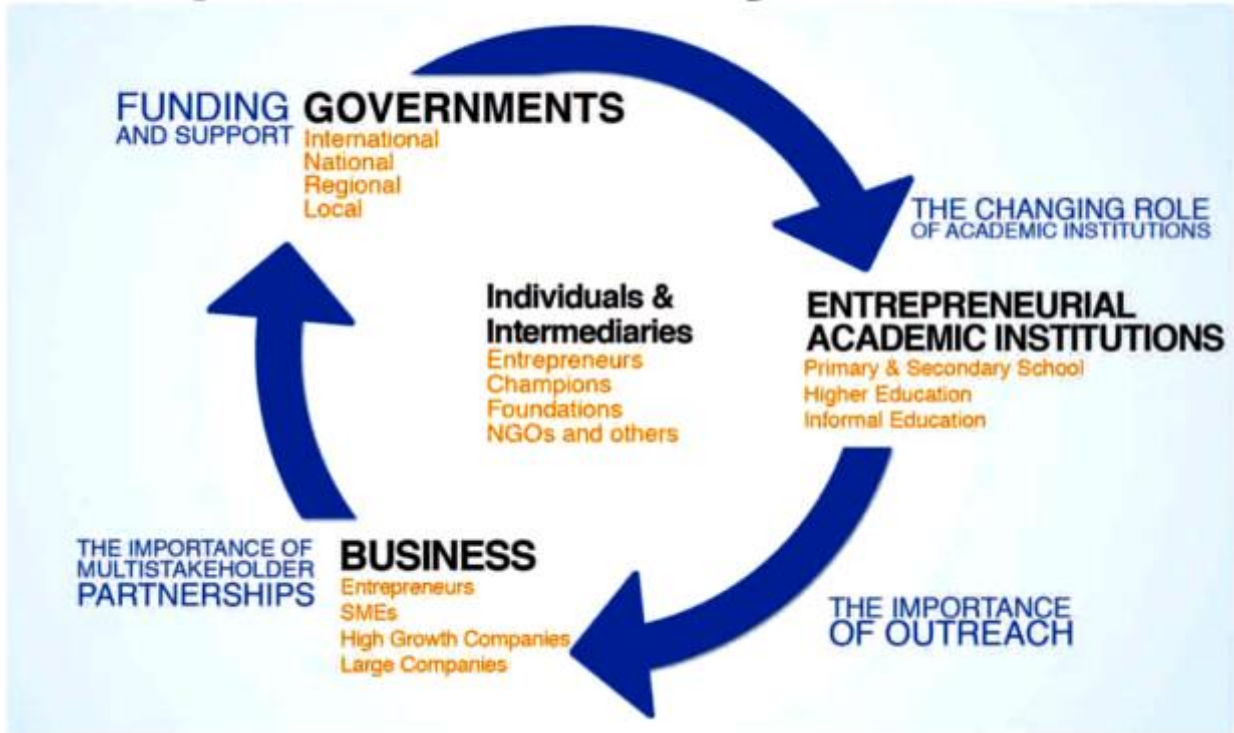 FUNDING
AND SUPPORT
GOVERNMENTS
International
National
Regional
Local
THE CHANGING ROLE
OF ACADEMIC INSTITUTIONS
Individuals &
Intermediaries
Entrepreneurs
Champions
Foundations
NGOs and others
ENTREPRENEURIAL
ACADEMIC INSTITUTIONS
Primary & Secondary School
Higher Education
Informal Education
THE IMPORTANCE OF
MULTISTAKEHOLDER
PARTNERSHIPS
BUSINESS
Entrepreneurs
SMEs
High Growth Companies
Large Companies
THE IMPORTANCE
OF OUTREACH